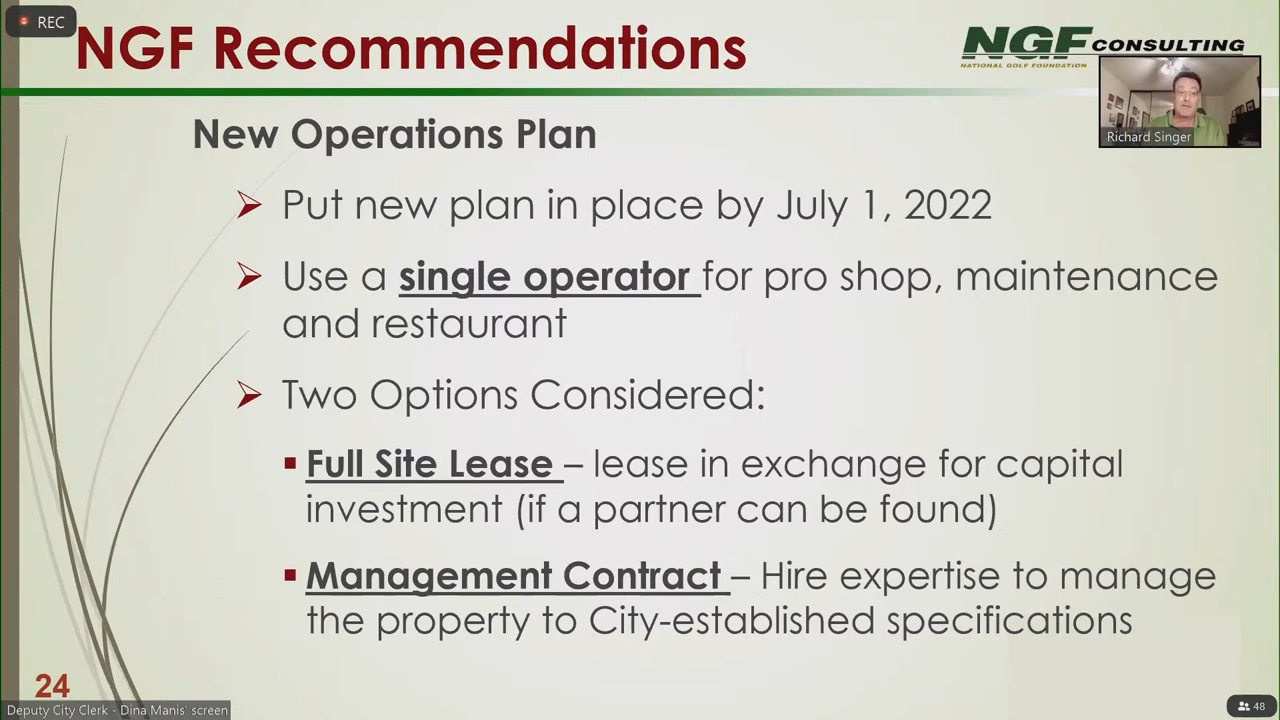 REC
NGF Recommendations
NGF CONSULTING
NATIONAL GOLF FOUNDATION
Richard Singer
New Operations Plan
Put new plan in place by July 1, 2022
Use a single operator for pro shop, maintenance
and restaurant
Two Options Considered:
Full Site Lease – lease in exchange for capital
investment (if a partner can be found)
Management Contract – Hire expertise to manage
the property to City-established specifications
24
Deputy City Clerk - Dina Manis' screen
48